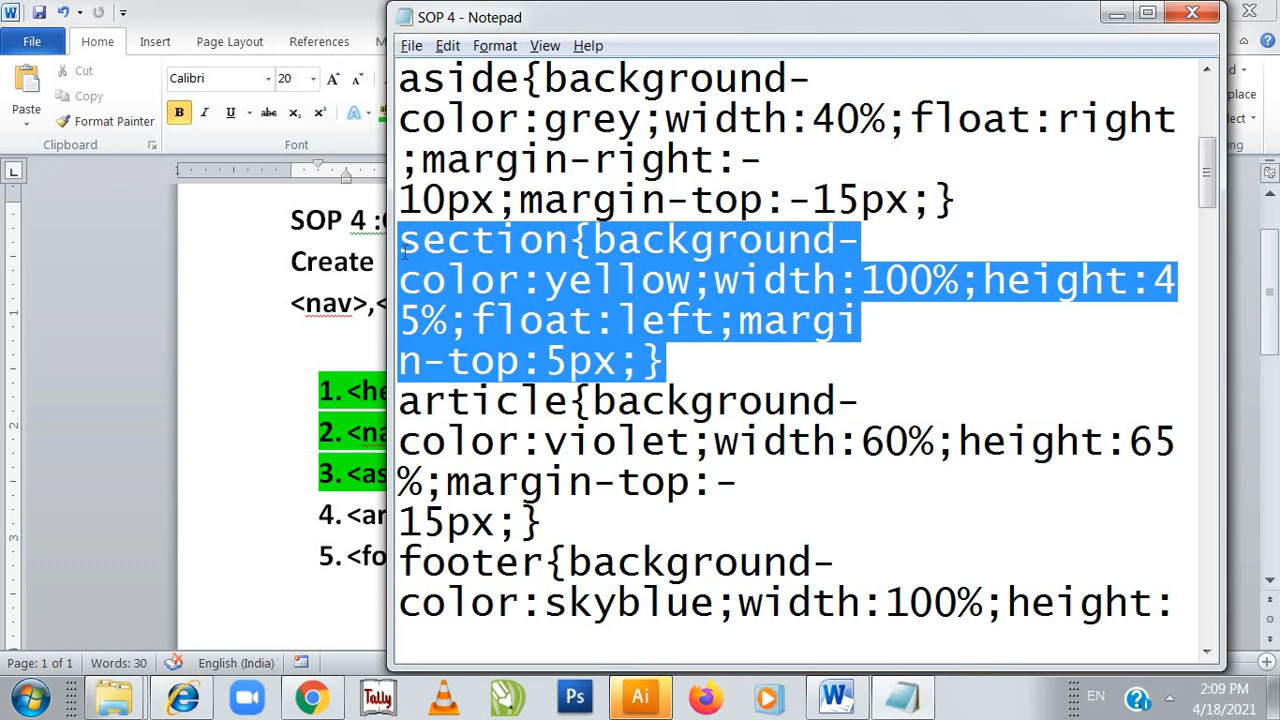 SOP 4 - Notepad
File Edit Format View Help
File Home Insert Page Layout References M
Cut
Copy
Paste
Format Painter
Clipboard
Calibri 20
B I U
Font
SOP 4 :
Create
<nav>,<
1. <he
2. <na
3. <as
4. <ar
5. <fo
aside{background-
color:grey;width:40%;float:right
;margin-right:-
10px;margin-top:-15px;}
section{background-
color:yellow;width:100%;height:4
5%;float:left;margi
n-top:5px;}
article{background-
color:violet;width:60%;height:65
%;margin-top:-
15px;}
footer{background-
color:skyblue;width:100%;height:
Page: 1 of 1 Words: 30 English (India)
Tally Ps Ai W
EN
2:09 PM
4/18/2021